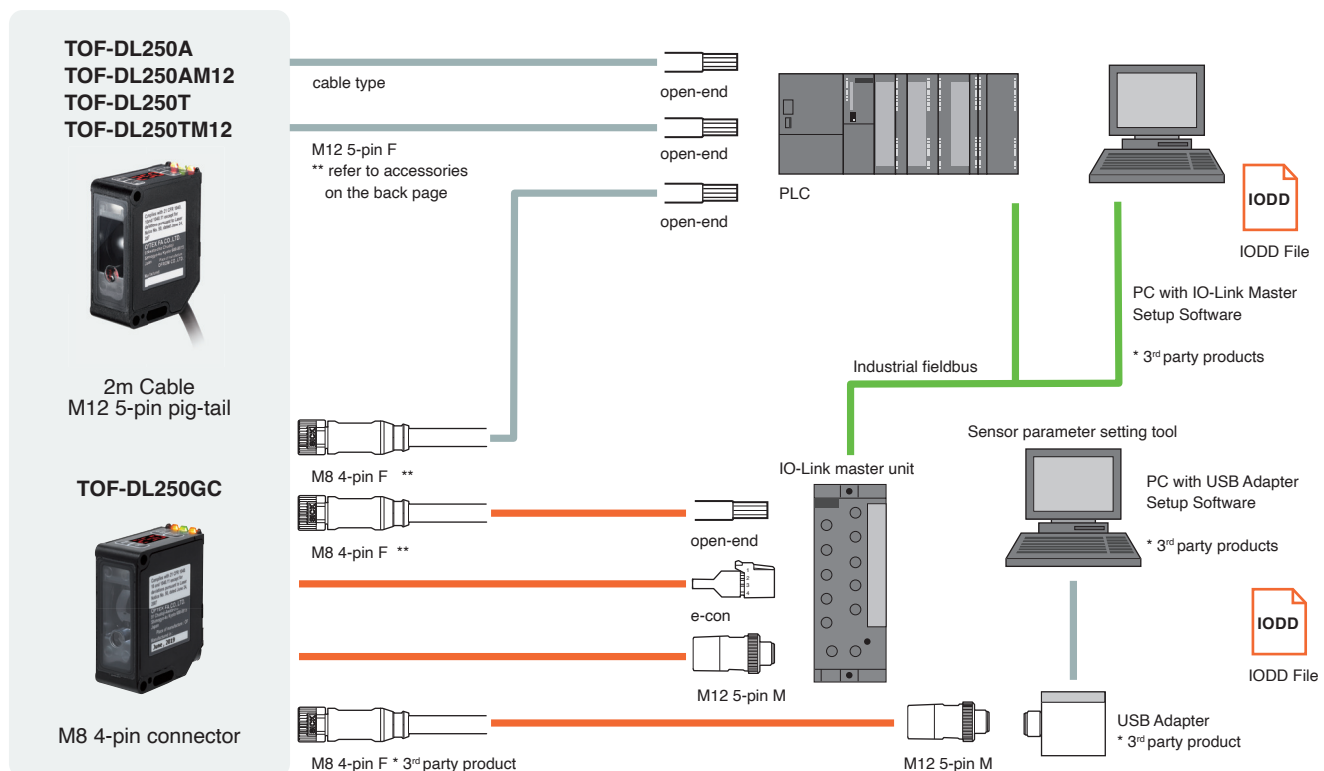 TOF-DL250A
TOF-DL250AM12
TOF-DL250T
TOF-DL250TM12
2m Cable
M12 5-pin pig-tail
TOF-DL250GC
M8 4-pin connector
cable type
open-end
M12 5-pin F
** refer to accessories
on the back page
open-end
open-end
PLC
IODD
IODD File
PC with IO-Link Master
Setup Software
* 3rd party products
Industrial fieldbus
Sensor parameter setting tool
IO-Link master unit
PC with USB Adapter
Setup Software
* 3rd party products
M8 4-pin F **
M8 4-pin F **
open-end
1
2
3
4
e-con
M12 5-pin M
IODD
IODD File
M8 4-pin F * 3rd party product
M12 5-pin M
USB Adapter
* 3rd party product